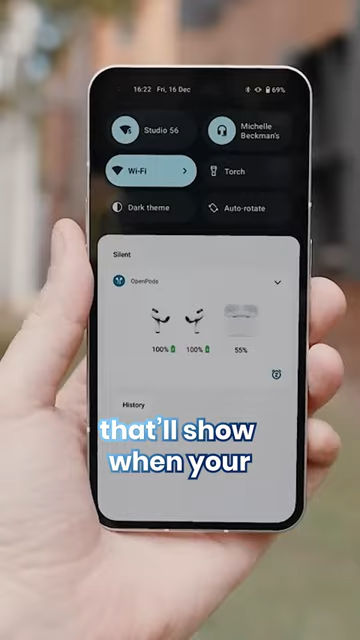 16:22 Fri, 16 Dec 69%
Studio 56
Michelle
Beckman's
Wi-Fi
Torch
Dark theme
Auto-rotate
Silent
OpenPods
100% 100% 55%
History
that'll show
when your